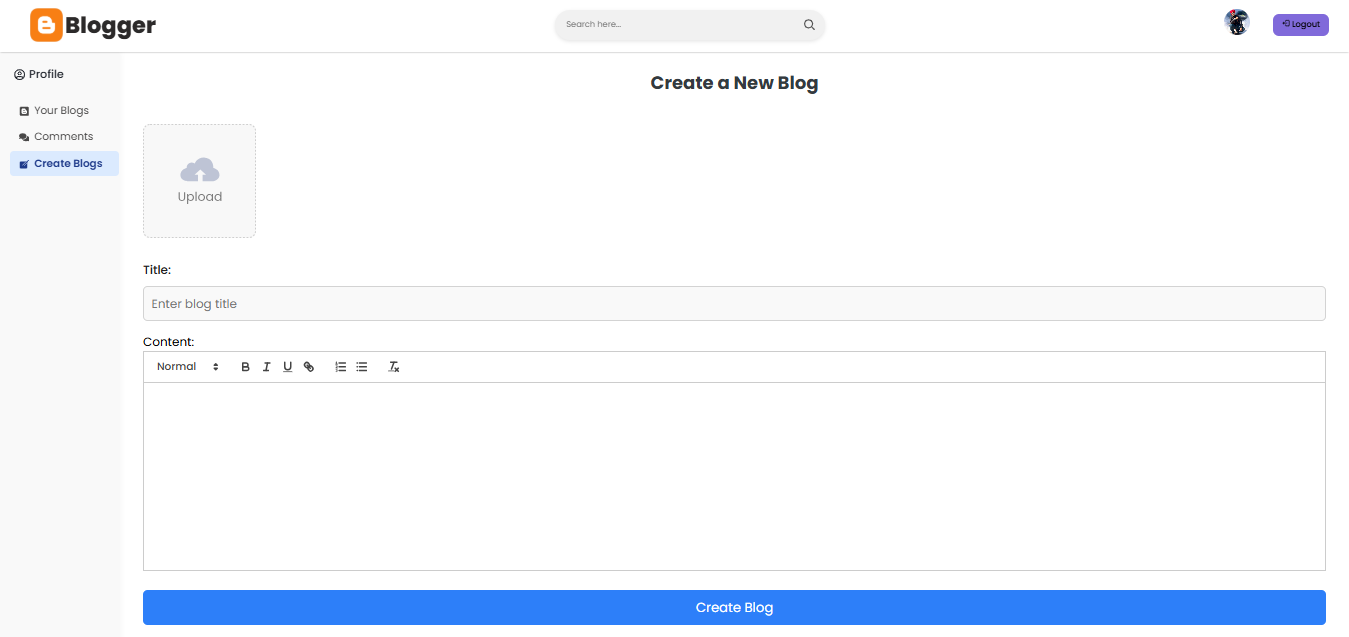 Blogger
Search here...
Logout
Profile
Your Blogs
Comments
Create Blogs
Create a New Blog
Upload
Title:
Enter blog title
Content:
Normal B I U
Create Blog